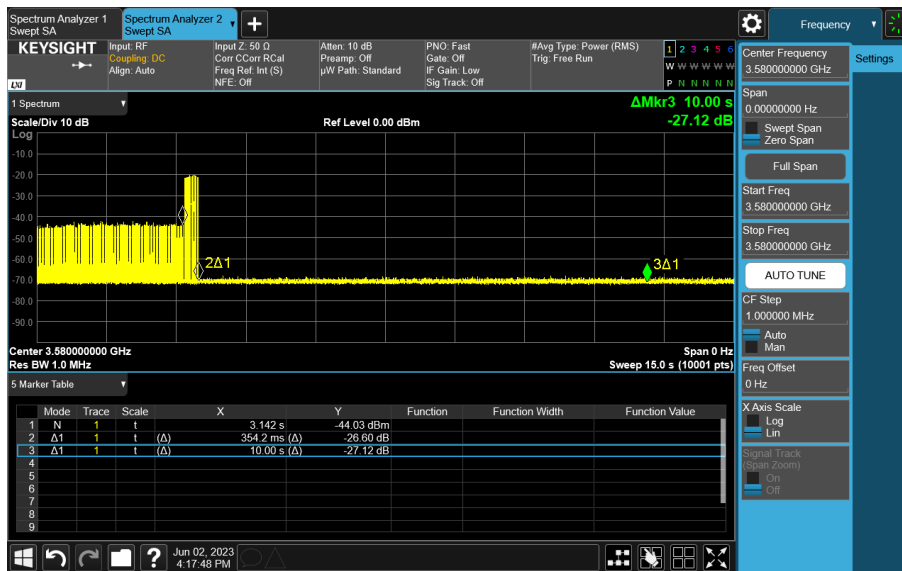 Spectrum Analyzer 1
Swept SA
Spectrum Analyzer 2
Swept SA
Frequency
KEYSIGHT
LXI
Input: RF
Coupling: DC
Align: Auto
Input Z: 50 Ω
Corr CCorr RCal
Freq Ref: Int (S)
NFE: Off
Atten: 10 dB
Preamp: Off
µW Path: Standard
PNO: Fast
Gate: Off
IF Gain: Low
Sig Track: Off
#Avg Type: Power (RMS)
Trig: Free Run
1 2 3 4 5 6
W W W W W W
P N N N N N
1 Spectrum
Scale/Div 10 dB
Ref Level 0.00 dBm
ΔMkr3 10.00 s
-27.12 dB
Log
-10.0
-20.0
-30.0
-40.0
-50.0
-60.0
-70.0
-80.0
-90.0
2Δ1
3Δ1
Center 3.580000000 GHz
Res BW 1.0 MHz
Span 0 Hz
Sweep 15.0 s (10001 pts)
5 Marker Table
Mode Trace Scale X Y Function Function Width Function Value
1 N 1 t 3.142 s -44.03 dBm
2 Δ1 1 t (Δ) 354.2 ms (Δ) -26.60 dB
3 Δ1 1 t (Δ) 10.00 s (Δ) -27.12 dB
4
5
6
7
8
9
?
Jun 02, 2023
4:17:48 PM
Center Frequency
3.580000000 GHz
Span
0.00000000 Hz
Swept Span
Zero Span
Full Span
Start Freq
3.580000000 GHz
Stop Freq
3.580000000 GHz
AUTO TUNE
CF Step
1.000000 MHz
Auto
Man
Freq Offset
0 Hz
X Axis Scale
Log
Lin
Signal Track
(Span Zoom)
On
Off
Settings